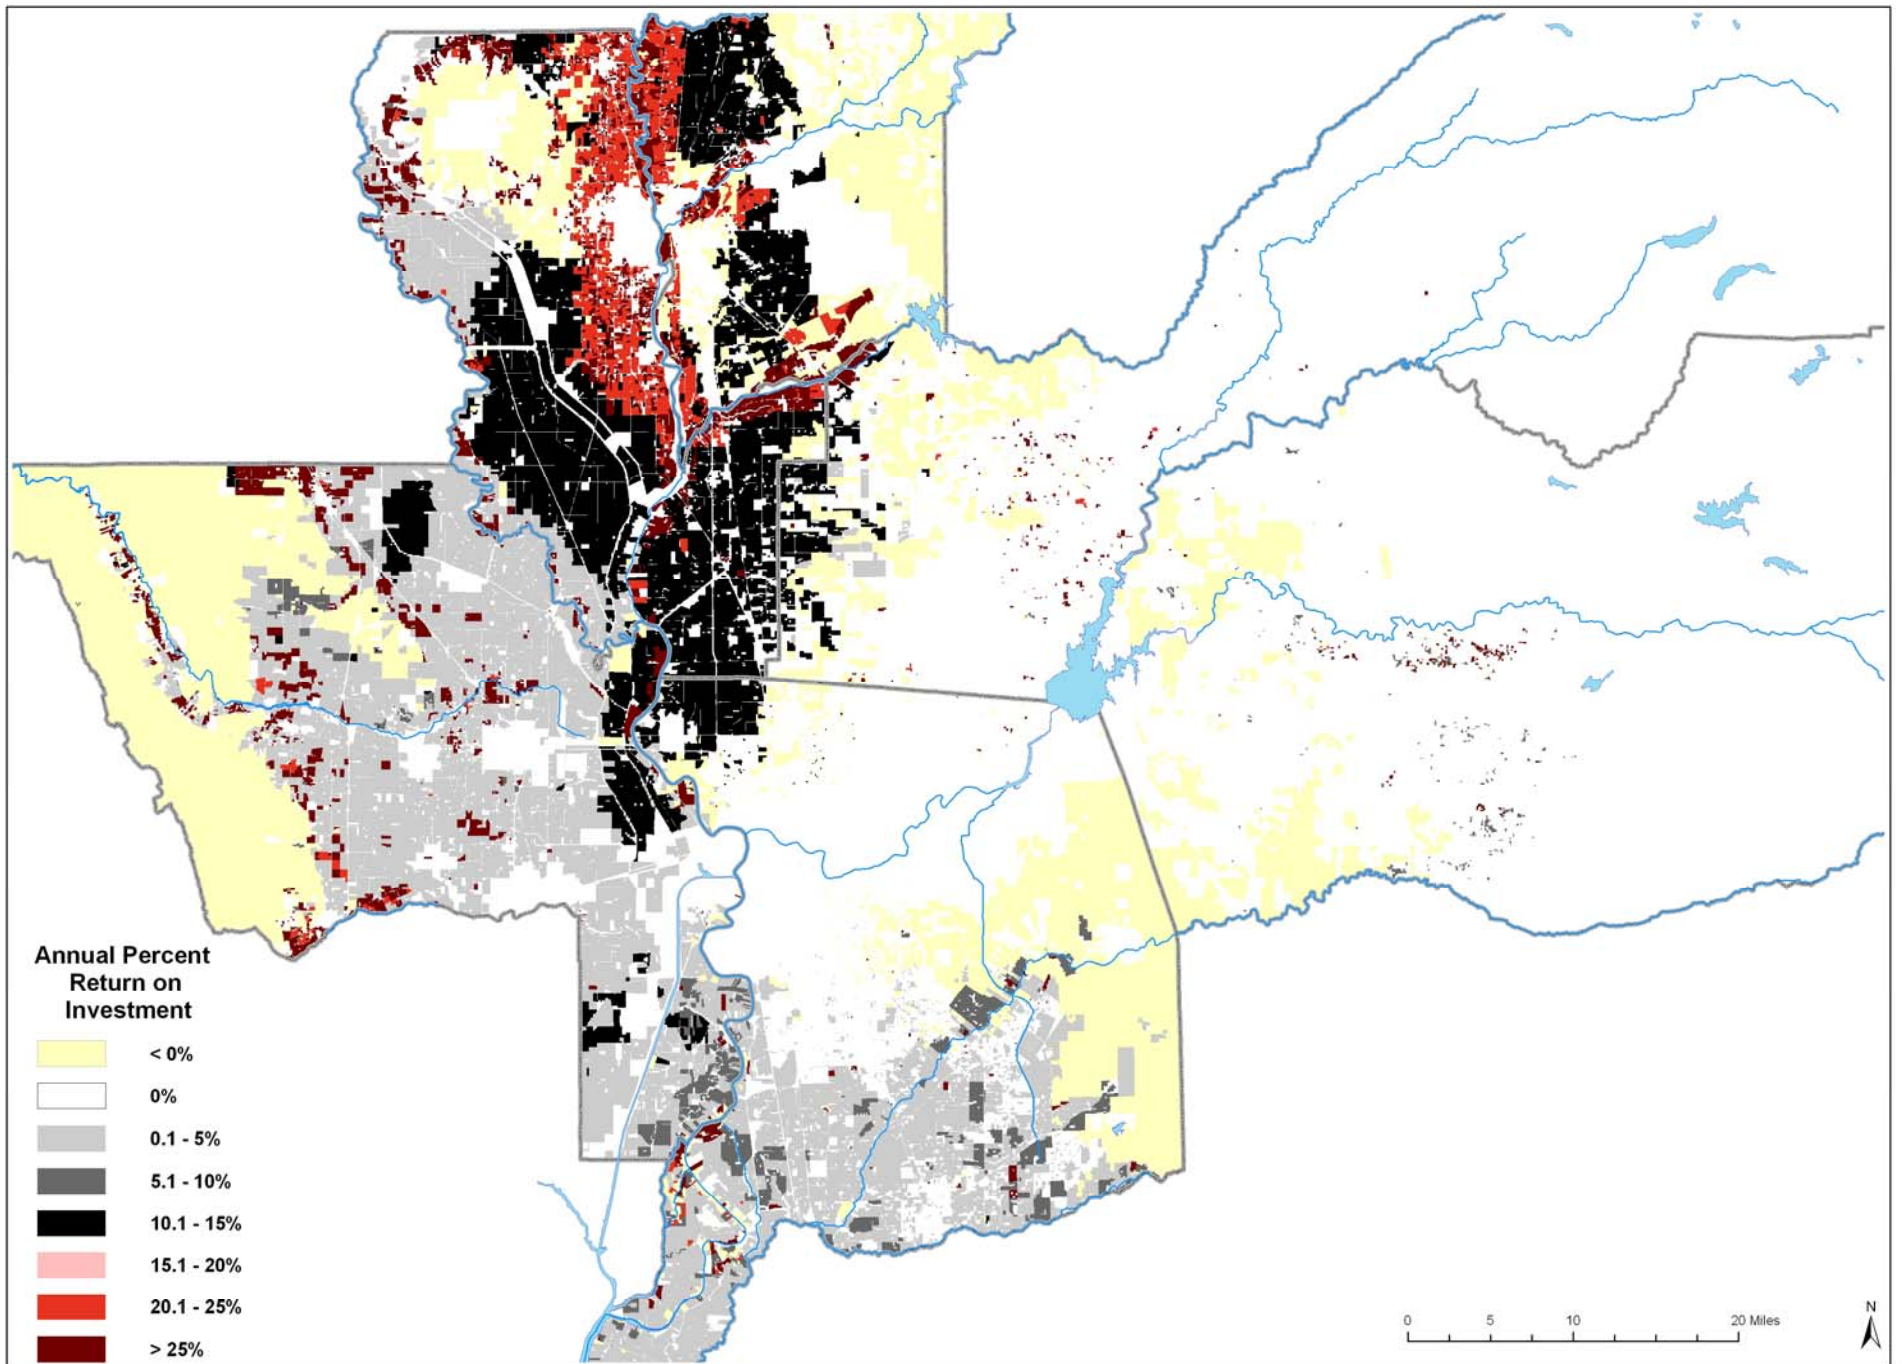 Annual Percent
Return on
Investment
< 0%
0%
0.1 - 5%
5.1 - 10%
10.1 - 15%
15.1 - 20%
20.1 - 25%
> 25%
0 5 10 20 Miles
N